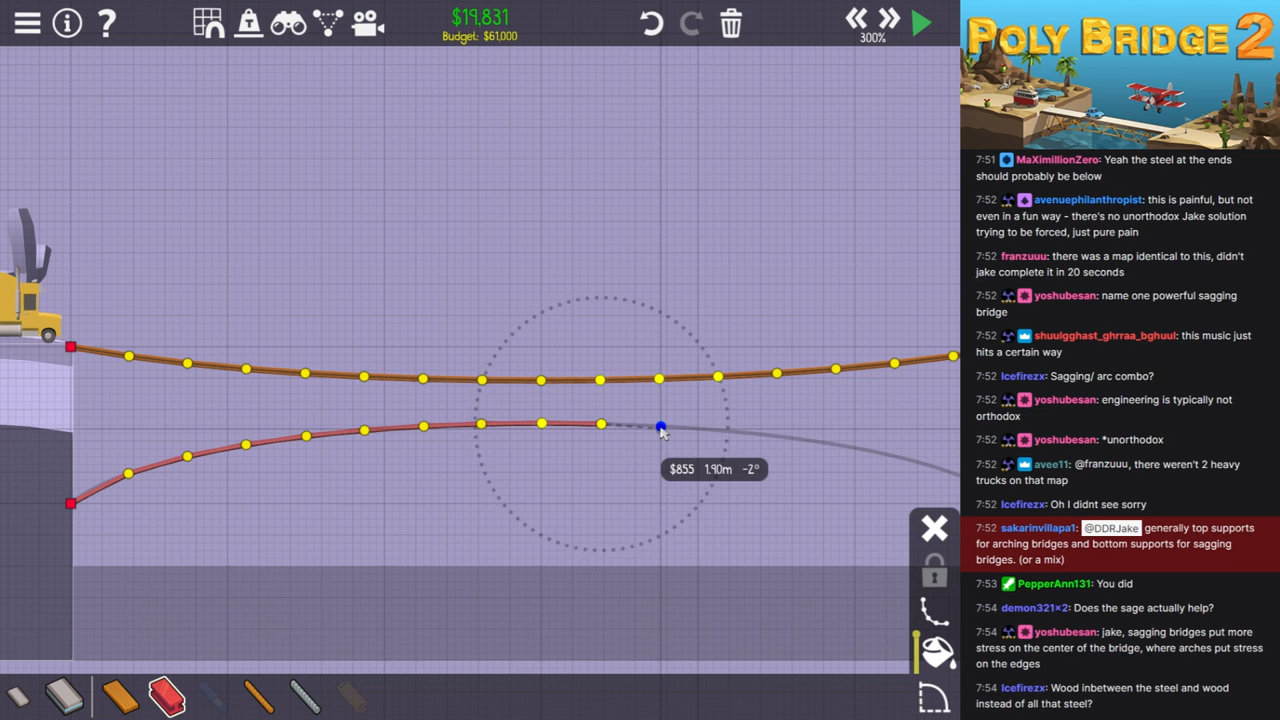 $19,831
Budget: $61,000
300%
T
i
?
$855 1.90m -2°
POLY BRIDGE 2
7:51 MaXimillionZero: Yeah the steel at the ends
should probably be below
7:52 avenuephilanthropist: this is painful, but not
even in a fun way - there's no unorthodox Jake solution
trying to be forced, just pure pain
7:52 franzuuu: there was a map identical to this, didn't
jake complete it in 20 seconds
7:52 yoshubesan: name one powerful sagging
bridge
7:52 shuulgghast_ghrraa_bghuul: this music just
hits a certain way
7:52 Icefirezx: Sagging/ arc combo?
7:52 yoshubesan: engineering is typically not
orthodox
7:52 yoshubesan: *unorthodox
7:52 avee11: @franzuuu, there weren't 2 heavy
trucks on that map
7:52 Icefirezx: Oh I didnt see sorry
7:52 sakarinvillapa1: @DDRJake generally top supports
for arching bridges and bottom supports for sagging
bridges. (or a mix)
7:53 PepperAnn131: You did
7:54 demon321x2: Does the sage actually help?
7:54 yoshubesan: jake, sagging bridges put more
stress on the center of the bridge, where arches put stress
on the edges
7:54 Icefirezx: Wood inbetween the steel and wood
instead of all that steel?